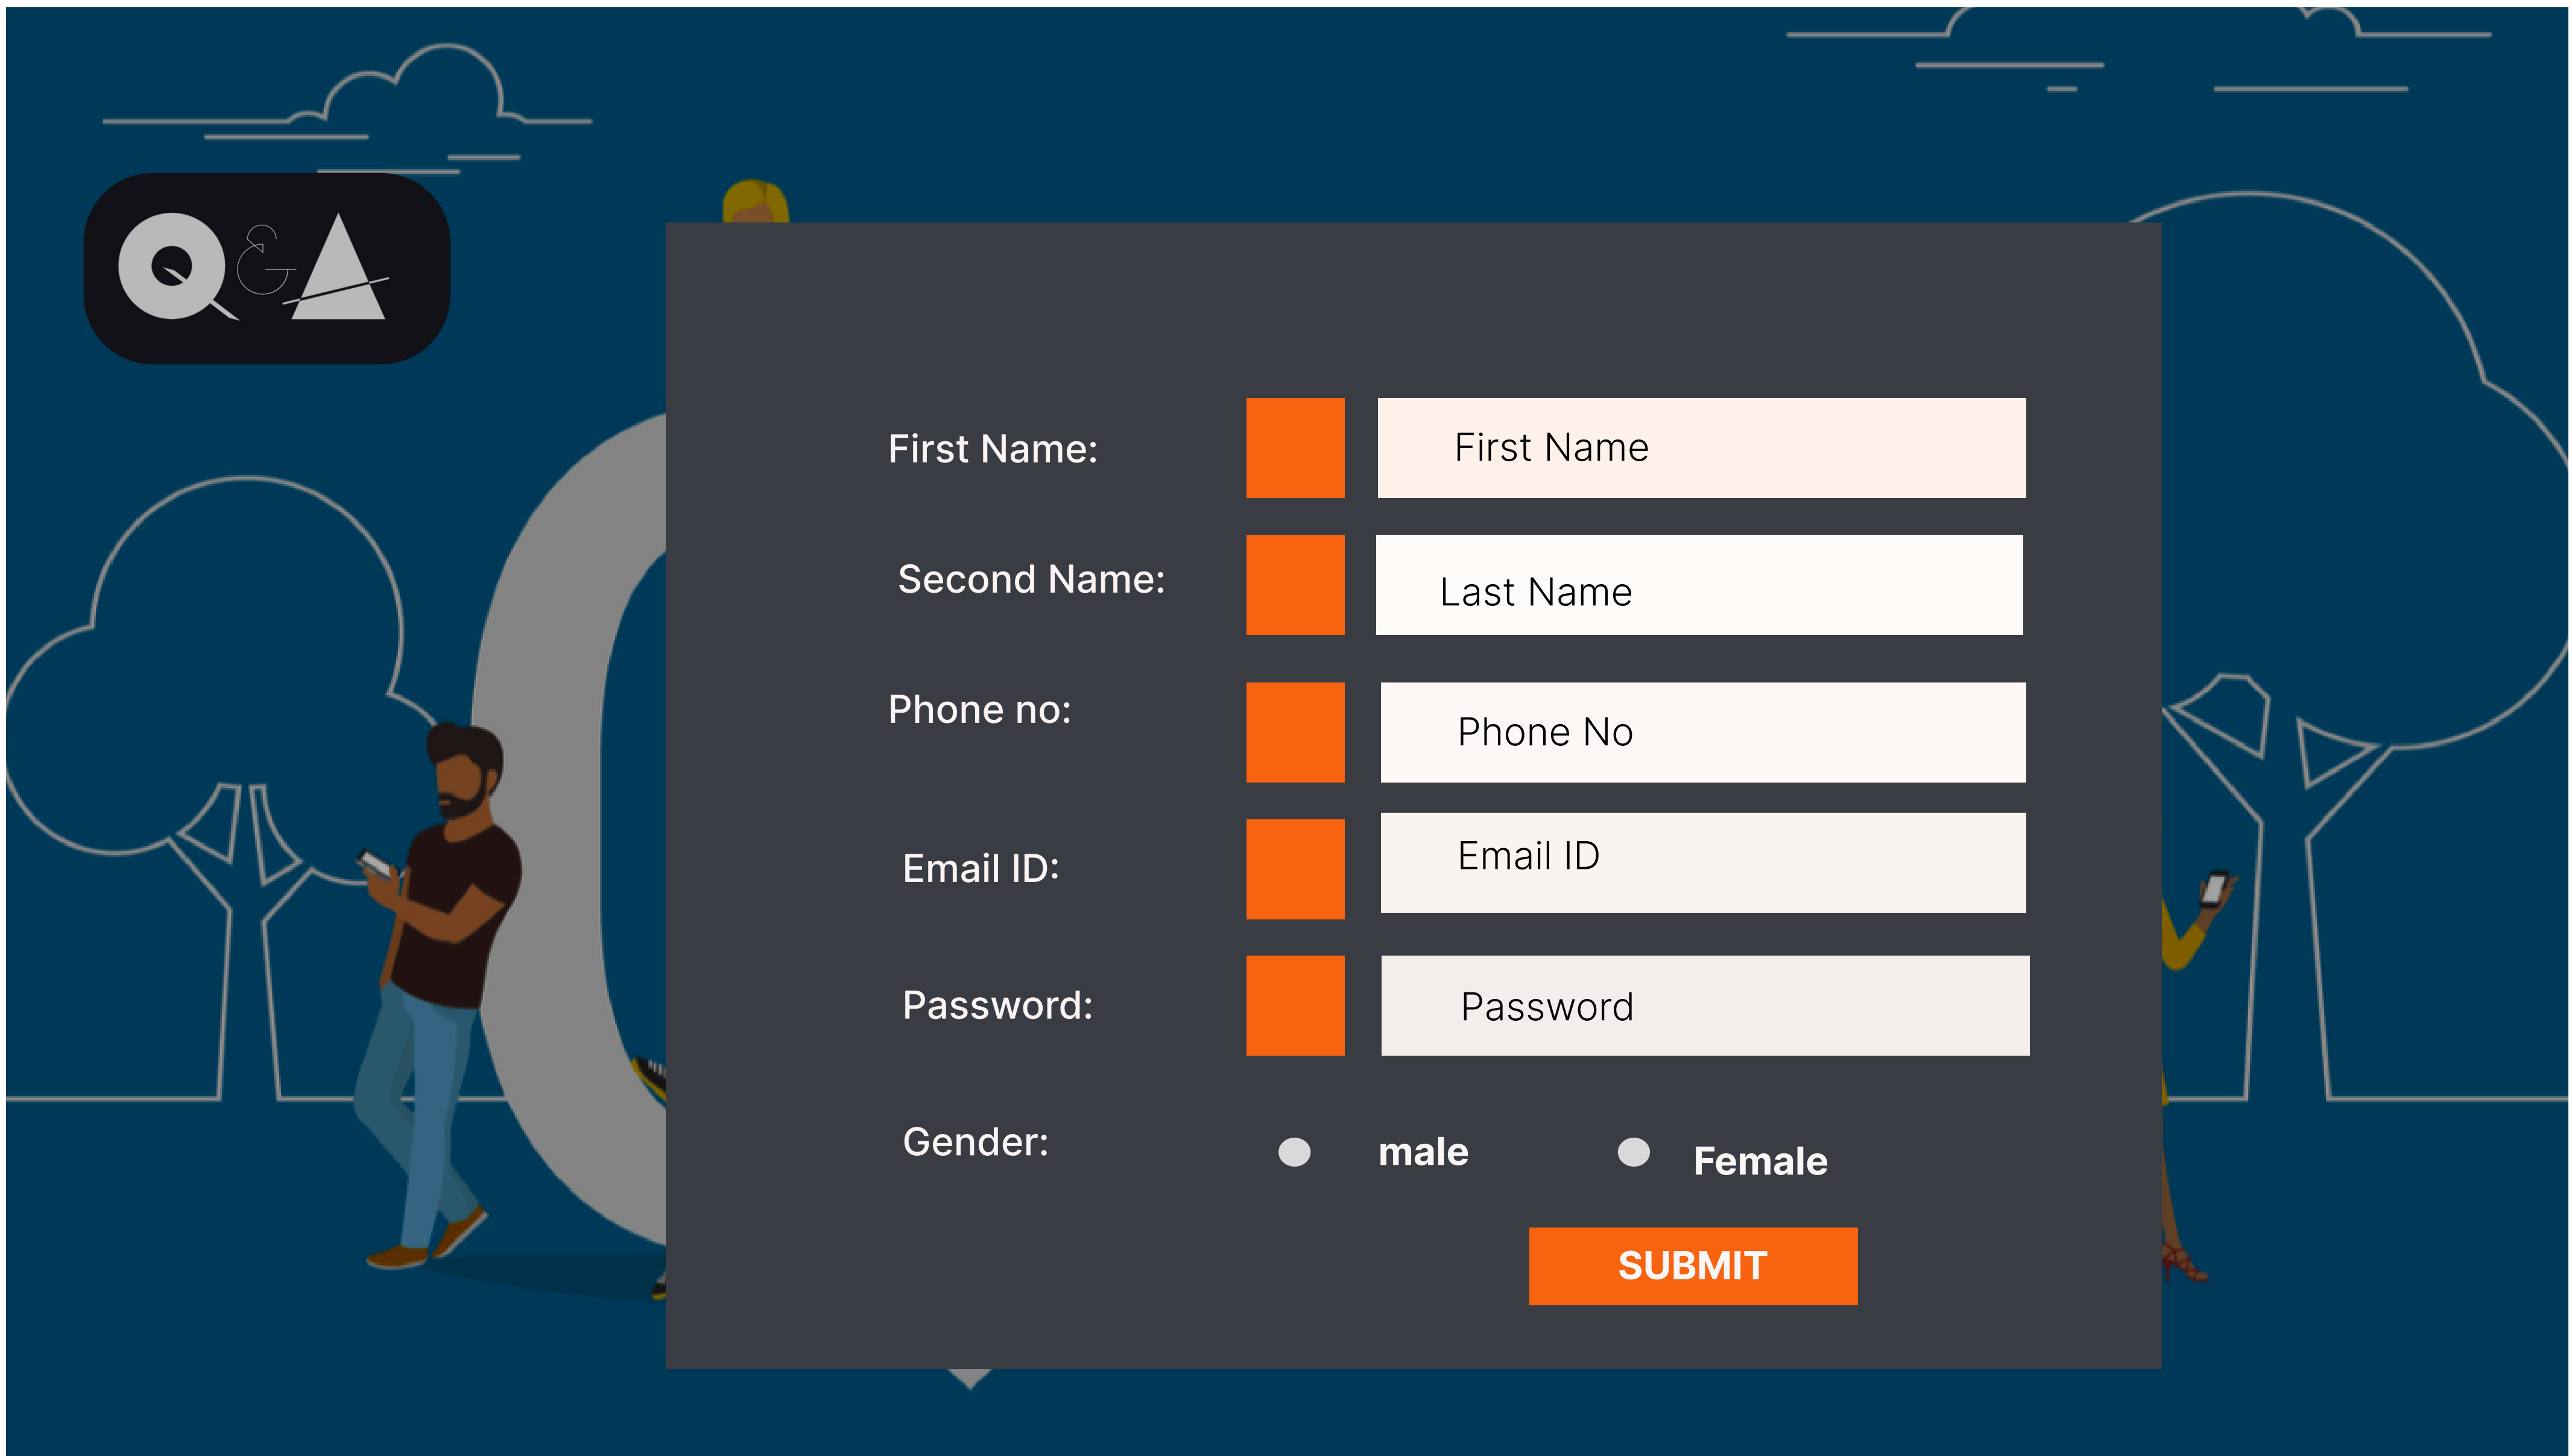 Q&A
First Name:
First Name
Second Name:
Last Name
Phone no:
Phone No
Email ID:
Email ID
Password:
Password
Gender:
male
Female
SUBMIT